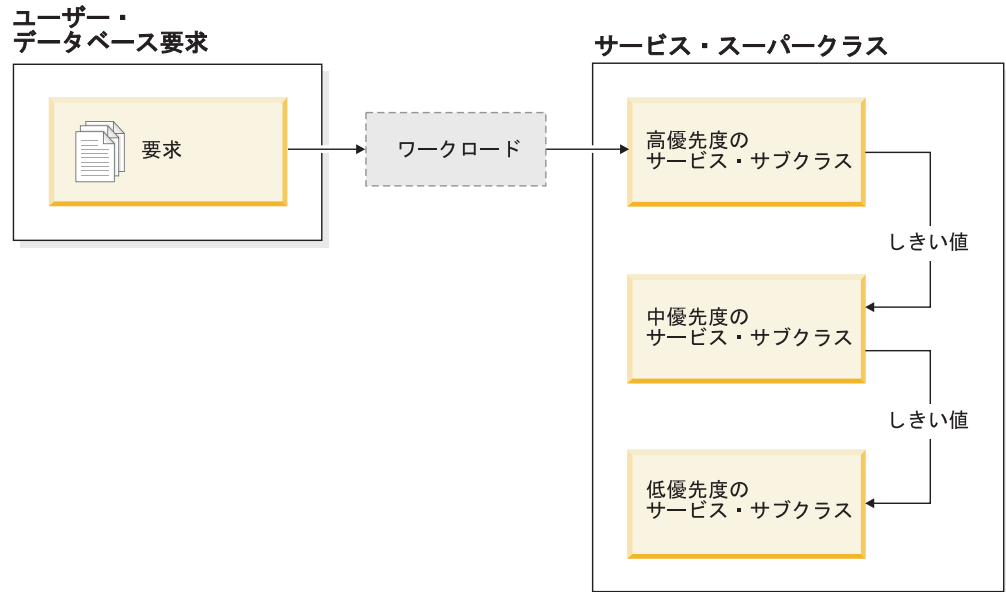 ユーザー・
データベース要求
要求
ワークロード
サービス・スーパークラス
高優先度の
サービス・サブクラス
しきい値
中優先度の
サービス・サブクラス
しきい値
低優先度の
サービス・サブクラス